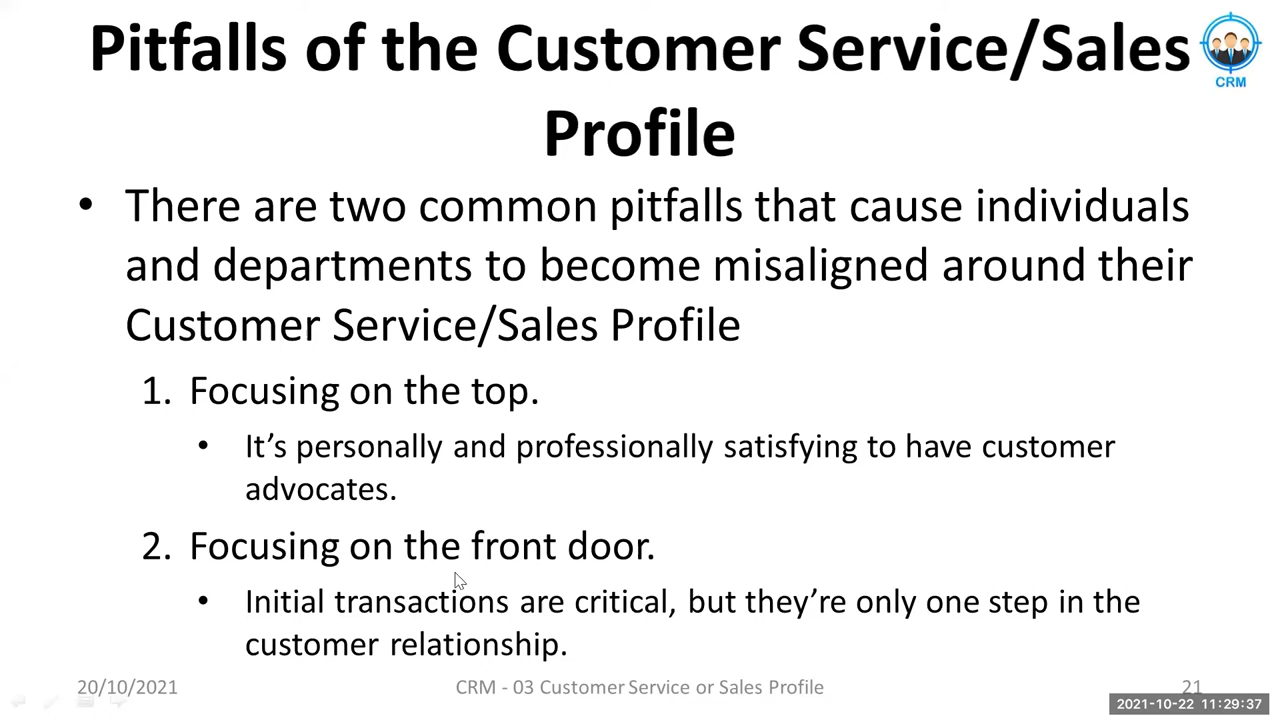 Pitfalls of the Customer Service/Sales
Profile
CRM
• There are two common pitfalls that cause individuals
and departments to become misaligned around their
Customer Service/Sales Profile
1. Focusing on the top.
• It’s personally and professionally satisfying to have customer
advocates.
2. Focusing on the front door.
• Initial transactions are critical, but they’re only one step in the
customer relationship.
20/10/2021
CRM - 03 Customer Service or Sales Profile
21
2021-10-22 11:29:37